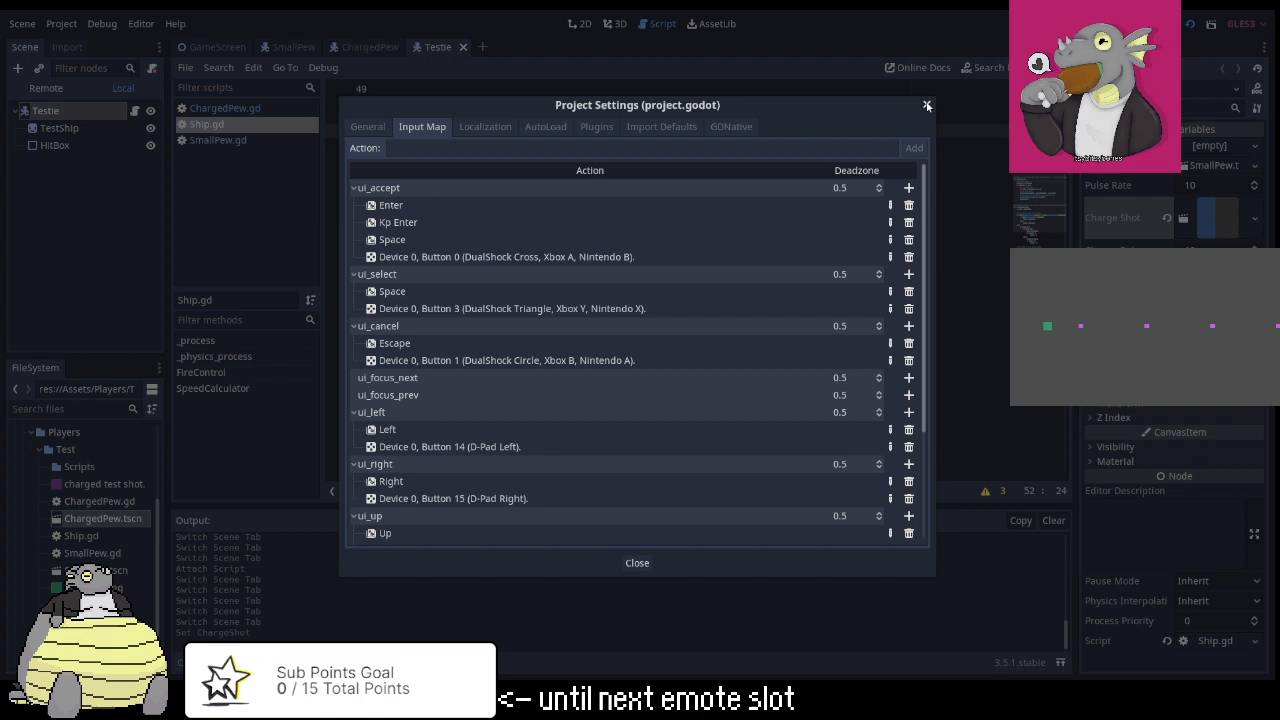 Scene Project Debug Editor Help
2D 3D Script AssetLib
GLES3
Scene Import
GameScreen SmallPew ChargedPew Testie
Filter nodes
File Search Edit Go To Debug
Online Docs Search
Remote Local
Filter scripts
49
Testie
TestShip
HitBox
ChargedPew.gd
Ship.gd
SmallPew.gd
Project Settings (project.godot)
General Input Map Localization AutoLoad Plugins Import Defaults GDNative
Action: Add
Action Deadzone
ui_accept 0.5
Enter
Kp Enter
Space
Device 0, Button 0 (DualShock Cross, Xbox A, Nintendo B).
ui_select 0.5
Space
Device 0, Button 3 (DualShock Triangle, Xbox Y, Nintendo X).
ui_cancel 0.5
Escape
Device 0, Button 1 (DualShock Circle, Xbox B, Nintendo A).
ui_focus_next 0.5
ui_focus_prev 0.5
ui_left 0.5
Left
Device 0, Button 14 (D-Pad Left).
ui_right 0.5
Right
Device 0, Button 15 (D-Pad Right).
ui_up 0.5
Up
Close
Ship.gd
Filter methods
_process
_physics_process
FireControl
SpeedCalculator
FileSystem
res://Assets/Players/T
Search files
Players
Test
Scripts
charged test shot.
ChargedPew.gd
ChargedPew.tscn
Ship.gd
SmallPew.gd
Output:
Copy Clear
Switch Scene Tab
Switch Scene Tab
Switch Scene Tab
Attach Script
Switch Scene Tab
Switch Scene Tab
Switch Scene Tab
Switch Scene Tab
Set ChargeShot
3 52 : 24
3.5.1.stable
[empty]
SmallPew.t
Pulse Rate 10
Charge Shot
Z Index
CanvasItem
Visibility
Material
Node
Editor Description
Pause Mode Inherit
Physics Interpolati Inherit
Process Priority 0
Script Ship.gd
Sub Points Goal
0 / 15 Total Points
<- until next emote slot